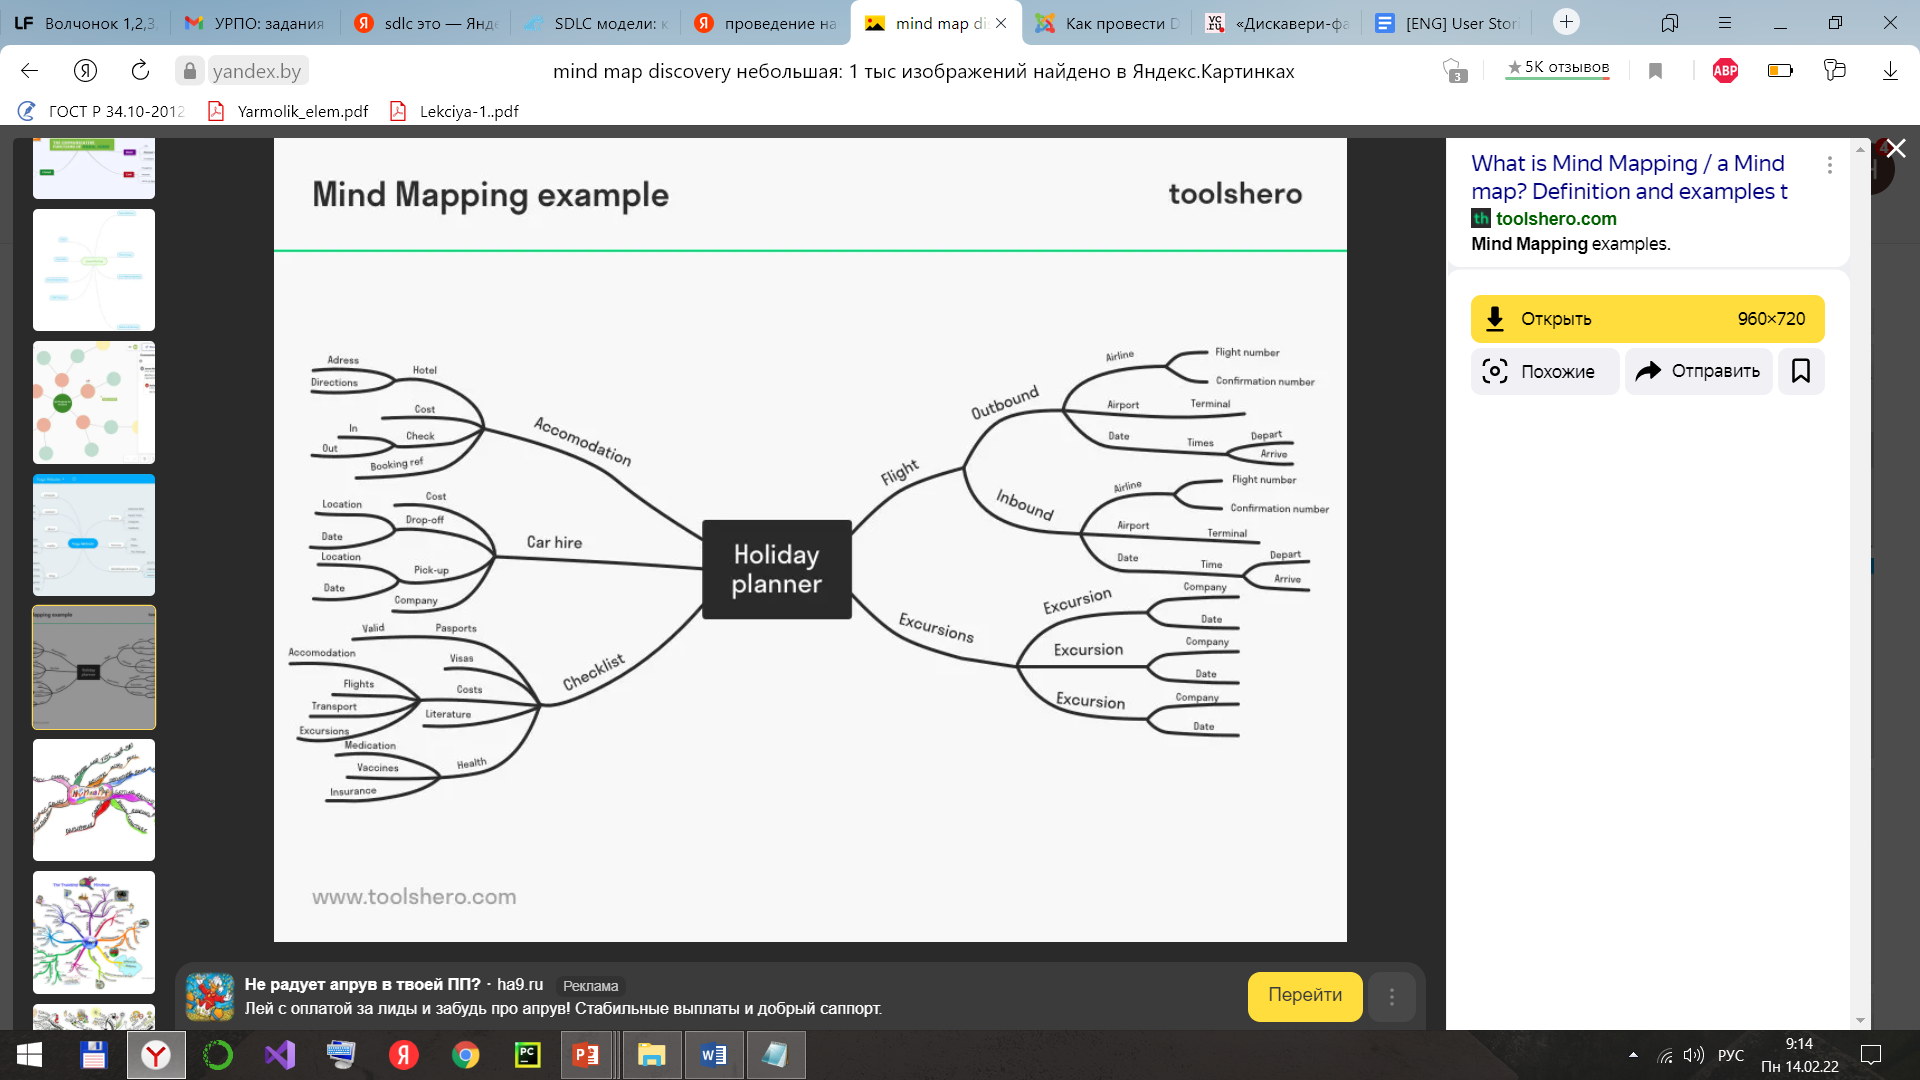 Волчонок 1,2,3,
УРПО: задания
sdlc это — Янде
SDLC модели: к
проведение на
mind map di
Как провести D
«Дискавери-фа
[ENG] User Stor
yandex.by
mind map discovery небольшая: 1 тыс изображений найдено в Яндекс.Картинках
3
★ 5K отзывов
ABP
ГОСТ Р 34.10-2012
Yarmolik_elem.pdf
Lekciya-1..pdf
Mind Mapping example
toolshero
Adress
Directions
Hotel
Cost
In
Out
Check
Booking ref
Accomodation
Location
Date
Location
Date
Cost
Drop-off
Pick-up
Company
Car hire
Valid
Pasports
Accomodation
Visas
Flights
Costs
Transport
Literature
Excursions
Medication
Vaccines
Insurance
Health
Checklist
Holiday
planner
Flight
Outbound
Airline
Flight number
Confirmation number
Airport
Terminal
Date
Times
Depart
Arrive
Inbound
Airline
Flight number
Confirmation number
Airport
Terminal
Date
Time
Depart
Arrive
Excursions
Excursion
Company
Date
Excursion
Company
Date
Excursion
Company
Date
www.toolshero.com
What is Mind Mapping / a Mind
map? Definition and examples t
th toolshero.com
Mind Mapping examples.
Открыть 960×720
Похожие
Отправить
Не радует апрув в твоей ПП? · ha9.ru Реклама
Лей с оплатой за лиды и забудь про апрув! Стабильные выплаты и добрый саппорт.
Перейти
РУС
9:14
Пн 14.02.22